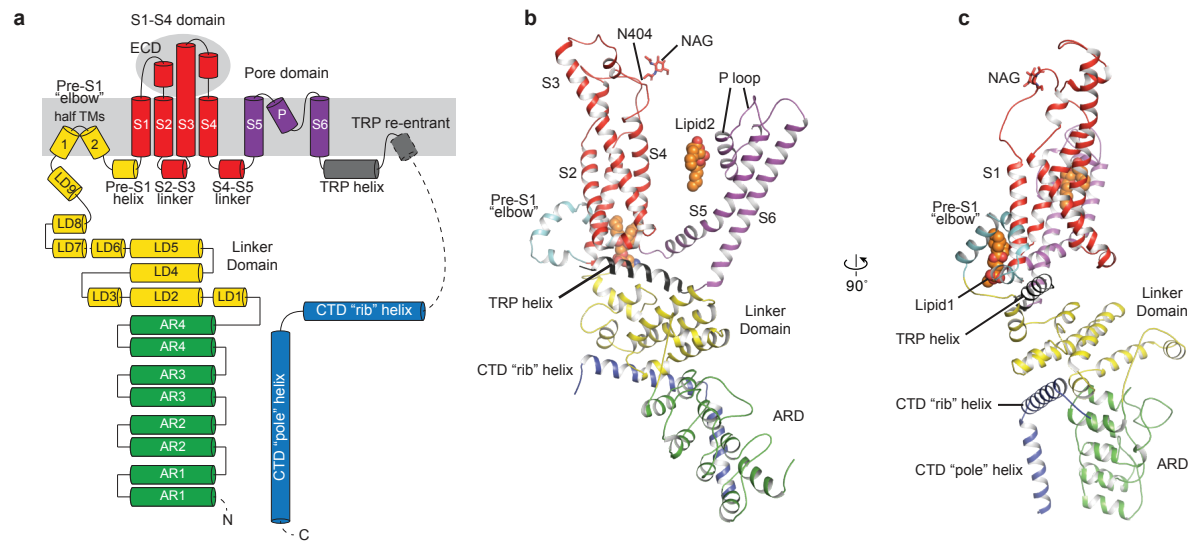 a
S1-S4 domain
ECD
Pore domain
Pre-S1
“elbow”
half TMs
1
2
S1
S2
S3
S4
S5
P
S6
TRP re-entrant
LD9
Pre-S1
helix
S2-S3
linker
S4-S5
linker
TRP helix
LD8
LD7
LD6
LD5
LD4
Linker
Domain
LD3
LD2
LD1
AR4
AR4
AR3
AR3
AR2
AR2
AR1
AR1
N
CTD “rib” helix
CTD “pole” helix
C
b
N404
NAG
S3
P loop
Lipid2
S4
S2
Pre-S1
“elbow”
S5
S6
TRP helix
Linker
Domain
CTD “rib” helix
ARD
90°
c
NAG
S1
Pre-S1
“elbow”
Lipid1
TRP helix
Linker
Domain
CTD “rib” helix
CTD “pole” helix
ARD